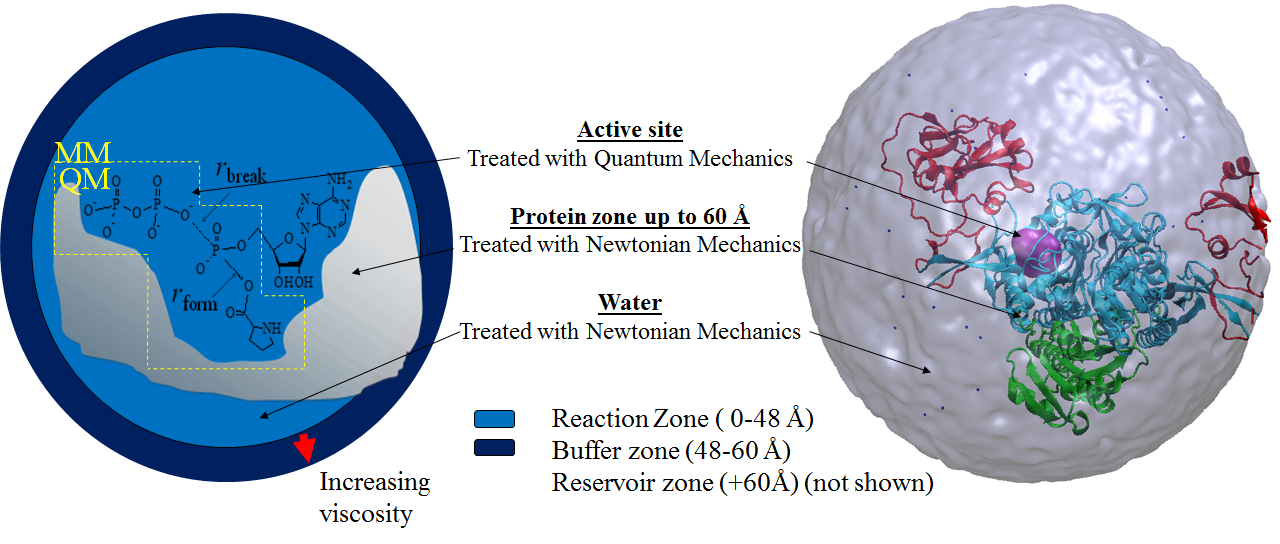 MM
QM
r break
NH2
N
N
N
N
O
O
O-
P
O
P
O-
O-
O-
O
P
O
O-
O
OHOH
r form
O
O
NH
Active site
Treated with Quantum Mechanics
Protein zone up to 60 Å
Treated with Newtonian Mechanics
Water
Treated with Newtonian Mechanics
Reaction Zone ( 0-48 Å)
Buffer zone (48-60 Å)
Reservoir zone (+60Å) (not shown)
Increasing
viscosity